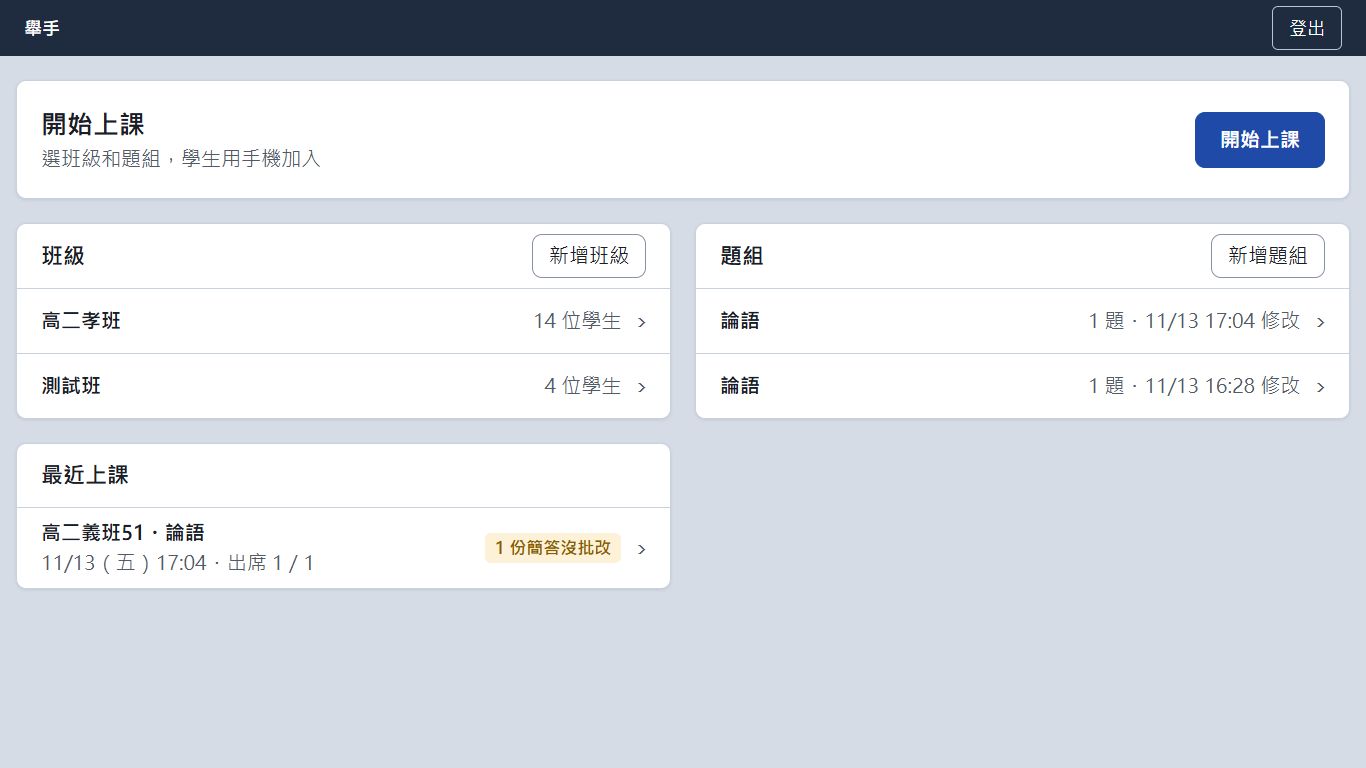 舉手
登出
開始上課
選班級和題組，學生用手機加入
開始上課
班級
新增班級
高二孝班
14 位學生
測試班
4 位學生
題組
新增題組
論語
1 題 · 11/13 17:04 修改
論語
1 題 · 11/13 16:28 修改
最近上課
高二義班51 · 論語
11/13（五）17:04 · 出席 1 / 1
1 份簡答沒批改